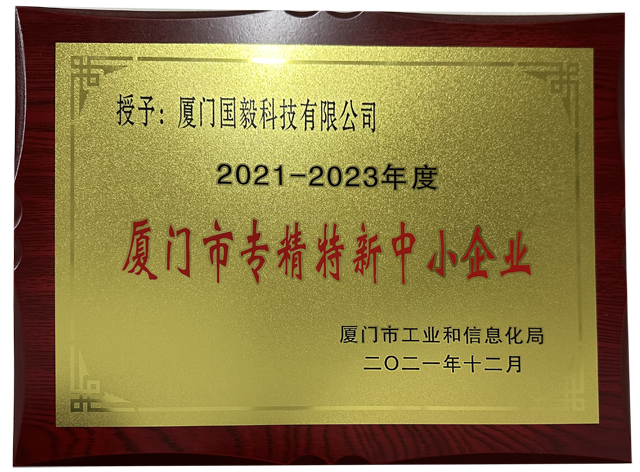 授予：厦门国毅科技有限公司
2021-2023年度
厦门市专精特新中小企业
厦门市工业和信息化局
二〇二一年十二月